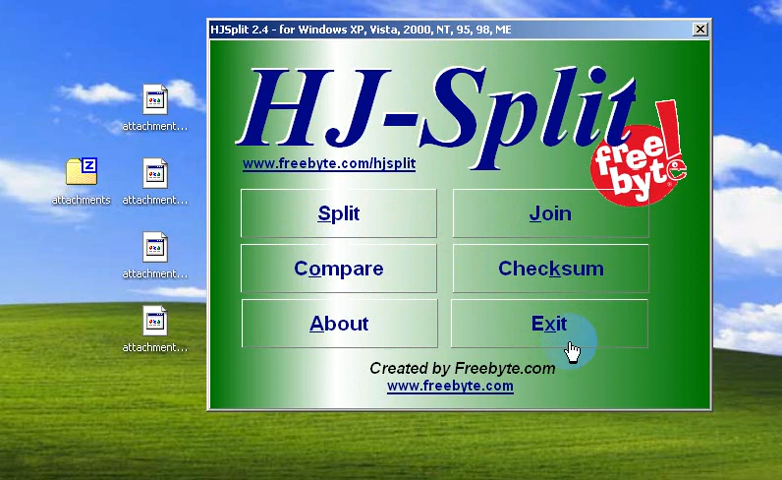 HJSplit 2.4 - for Windows XP, Vista, 2000, NT, 95, 98, ME
HJ-Split
www.freebyte.com/hjsplit
free
byte!
Split
Join
Compare
Checksum
About
Exit
Created by Freebyte.com
www.freebyte.com
attachment...
attachments
attachment...
attachment...
attachment...